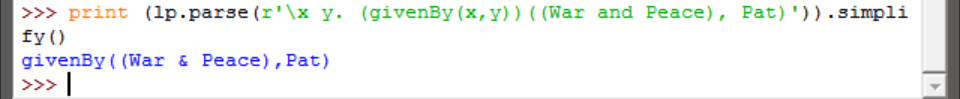 >>> print (lp.parse(r'\x y. (givenBy(x,y))((War and Peace), Pat)')).simpli
fy()
givenBy((War & Peace),Pat)
>>>